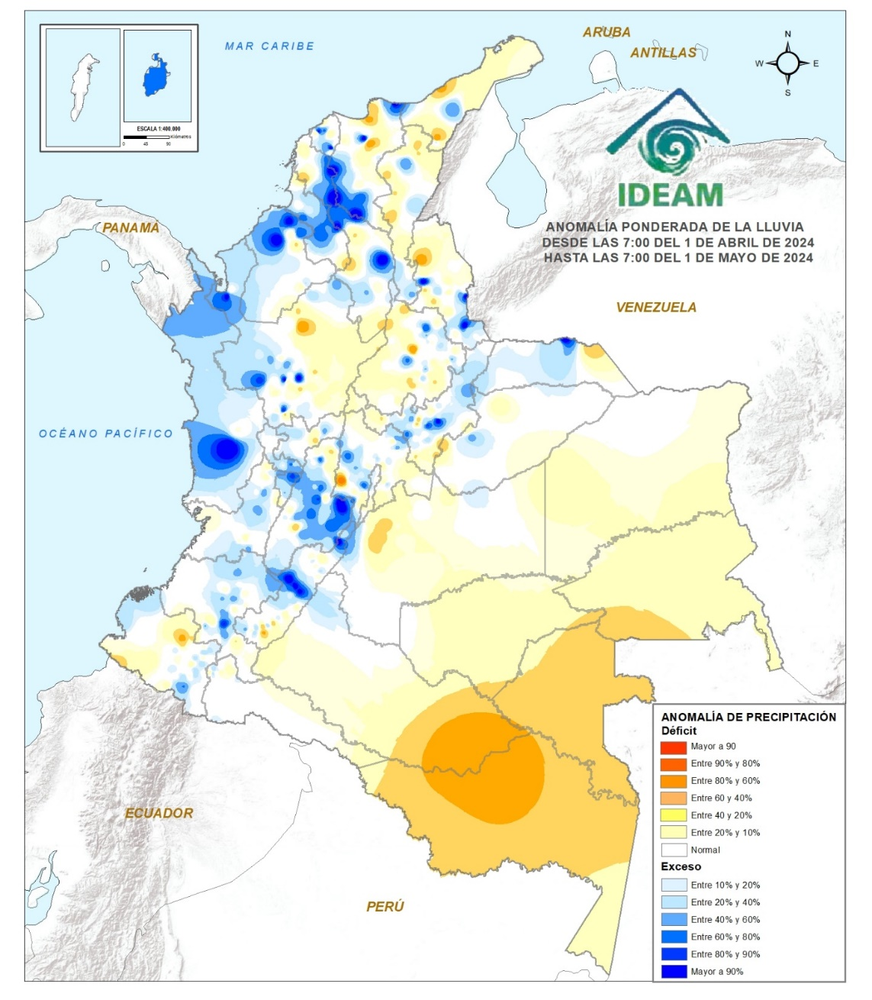 ARUBA
MAR CARIBE
ANTILLAS
N
W
E
S
ESCALA 1:400.000
Kilómetros
0 45 90
IDEAM
PANAMÁ
ANOMALÍA PONDERADA DE LA LLUVIA
DESDE LAS 7:00 DEL 1 DE ABRIL DE 2024
HASTA LAS 7:00 DEL 1 DE MAYO DE 2024
VENEZUELA
OCÉANO PACÍFICO
ECUADOR
PERÚ
ANOMALÍA DE PRECIPITACIÓN
Déficit
Mayor a 90
Entre 90% y 80%
Entre 80% y 60%
Entre 60 y 40%
Entre 40 y 20%
Entre 20% y 10%
Normal
Exceso
Entre 10% y 20%
Entre 20% y 40%
Entre 40% y 60%
Entre 60% y 80%
Entre 80% y 90%
Mayor a 90%